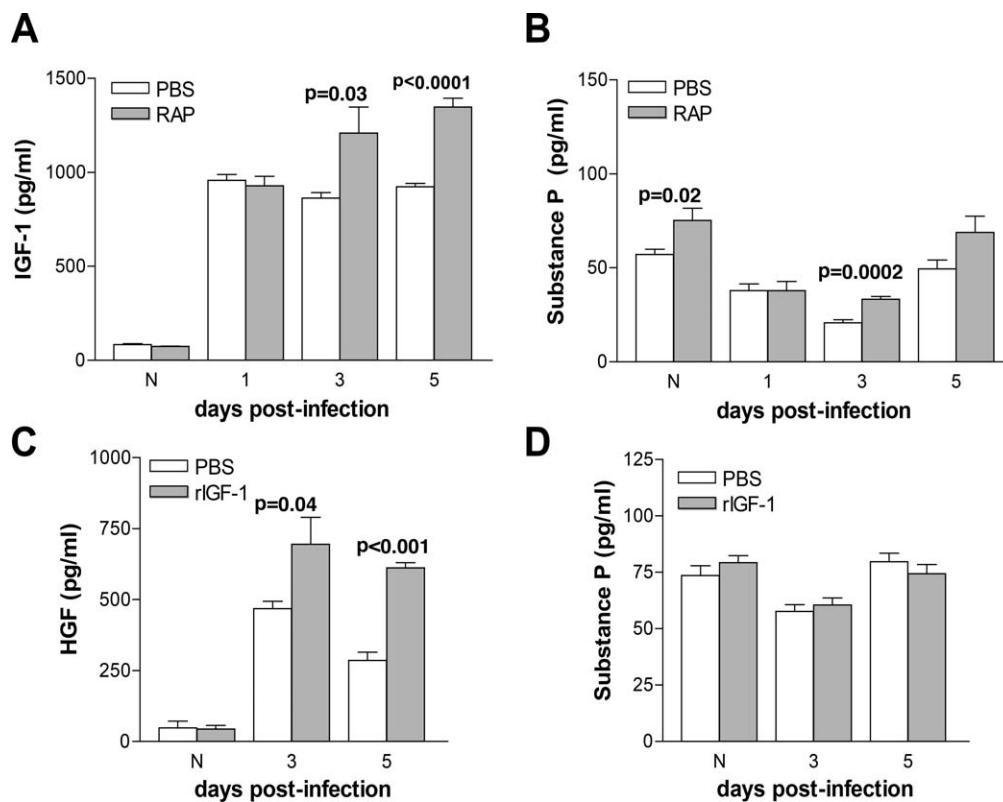 A
IGF-1 (pg/ml)
1500
1000
500
0
PBS
RAP
p=0.03
p<0.0001
N 1 3 5
days post-infection
B
Substance P (pg/ml)
150
100
50
0
PBS
RAP
p=0.02
p=0.0002
N 1 3 5
days post-infection
C
HGF (pg/ml)
1000
750
500
250
0
PBS
rIGF-1
p=0.04
p<0.001
N 3 5
days post-infection
D
Substance P (pg/ml)
125
100
75
50
25
0
PBS
rIGF-1
N 3 5
days post-infection